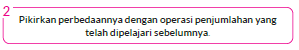 2
Pikirkan perbedaannya dengan operasi penjumlahan yang
telah dipelajari sebelumnya.